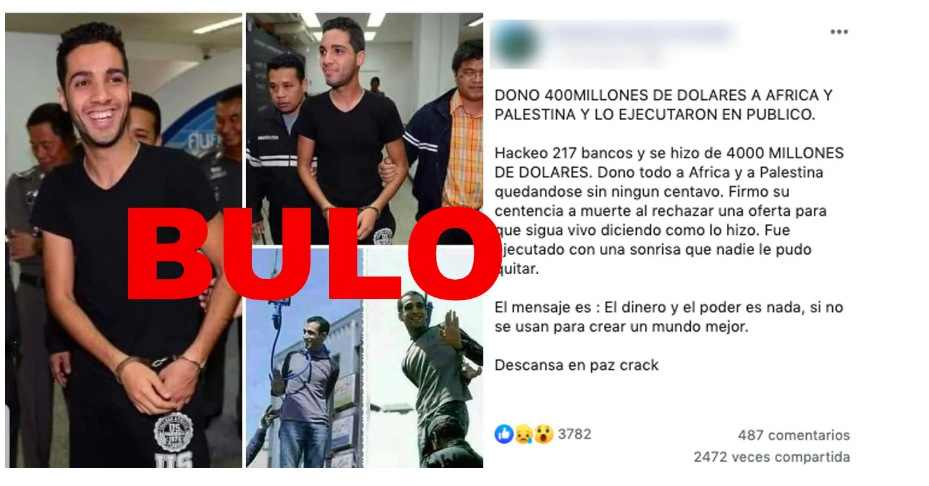 DONO 400MILLONES DE DOLARES A AFRICA Y
PALESTINA Y LO EJECUTARON EN PUBLICO.
Hackeo 217 bancos y se hizo de 4000 MILLONES
DE DOLARES. Dono todo a Africa y a Palestina
quedandose sin ningun centavo. Firmo su
centencia a muerte al rechazar una oferta para
que sigua vivo diciendo como lo hizo. Fue
ejecutado con una sonrisa que nadie le pudo
quitar.
El mensaje es : El dinero y el poder es nada, si no
se usan para crear un mundo mejor.
Descansa en paz crack
3782
487 comentarios
2472 veces compartida
BULO
US